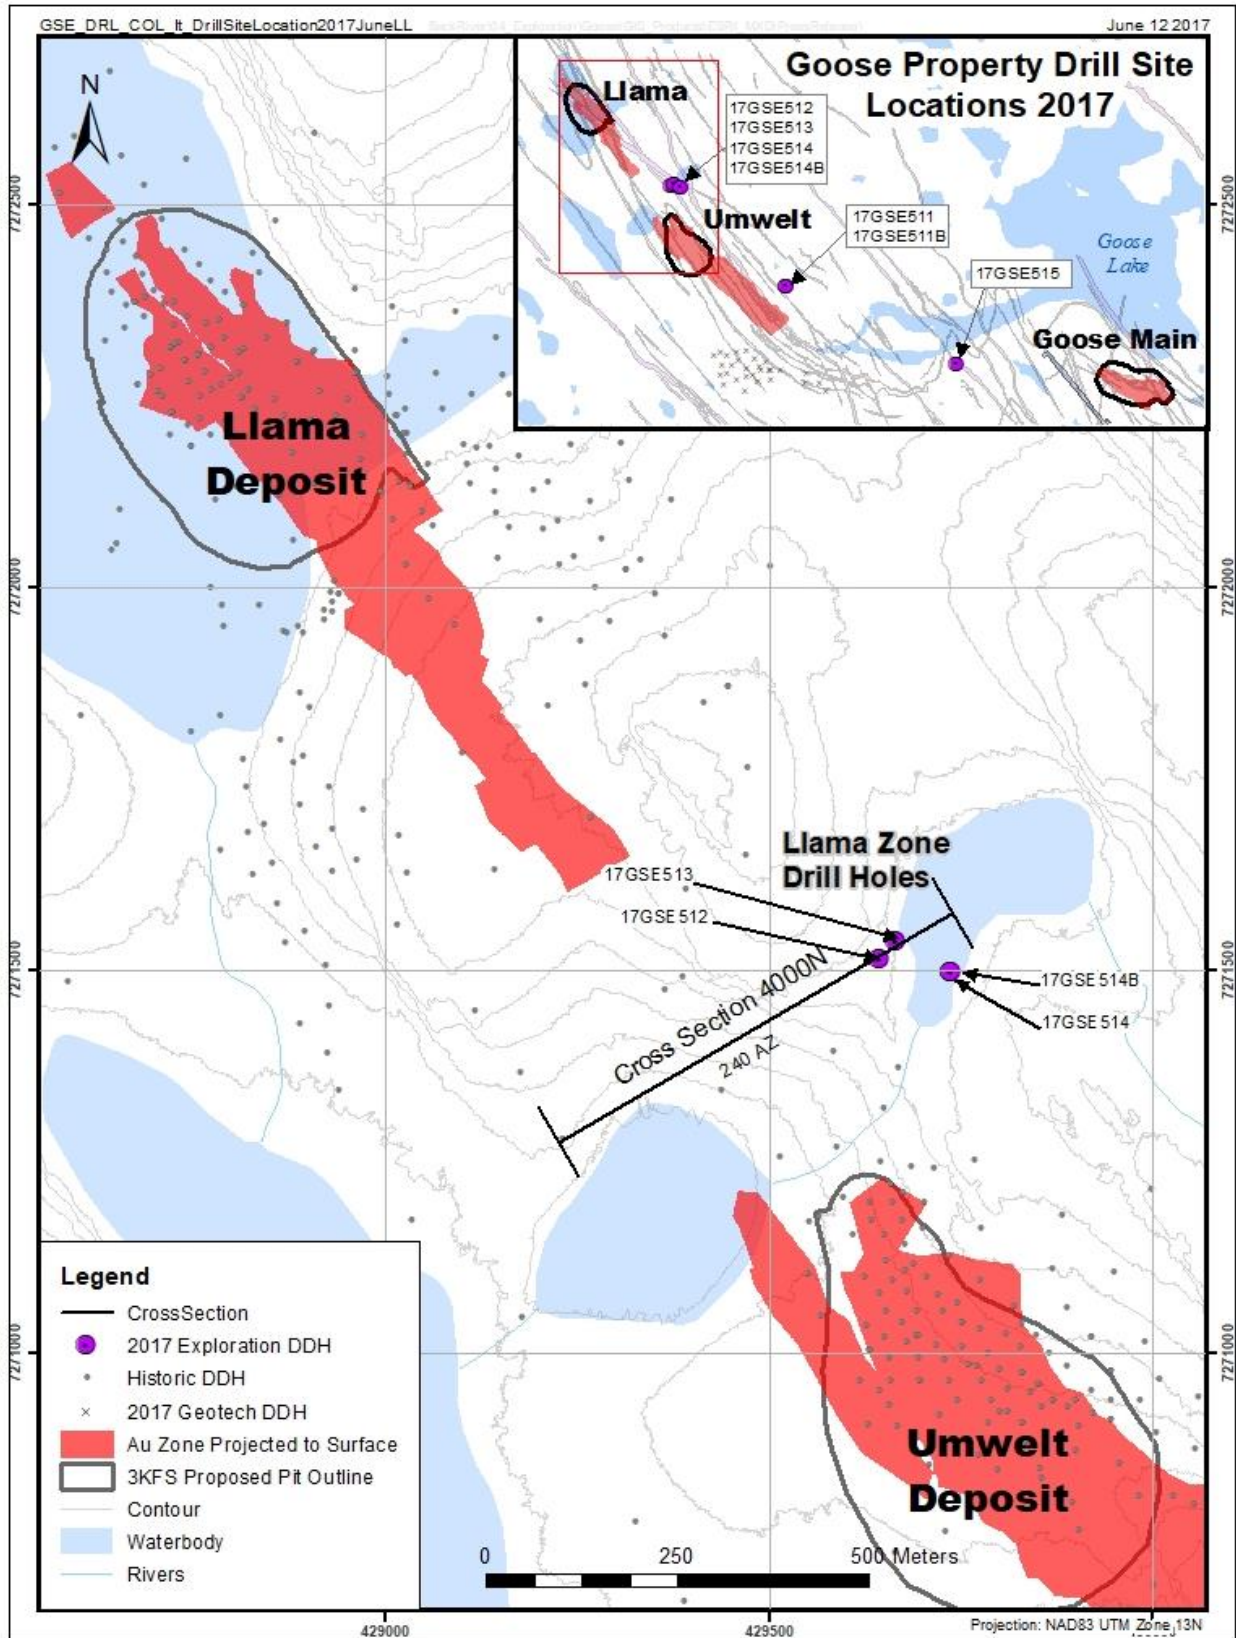 GSE_DRL_COL_lt_DrillSiteLocation2017JuneLL
June 12 2017
N
Goose Property Drill Site
Locations 2017
Llama
17GSE512
17GSE513
17GSE514
17GSE514B
Umwelt
17GSE511
17GSE511B
Goose
Lake
17GSE515
Goose Main
7272500
7272500
Llama
Deposit
7272000
7272000
Llama Zone
Drill Holes
17GSE513
17GSE512
7271500
7271500
Cross Section 4000N
240 AZ
17GSE514B
17GSE514
Legend
CrossSection
2017 Exploration DDH
Historic DDH
2017 Geotech DDH
Au Zone Projected to Surface
3KFS Proposed Pit Outline
Contour
Waterbody
Rivers
7271000
7271000
Umwelt
Deposit
0 250 500 Meters
Projection: NAD83 UTM Zone 13N
429000
429500